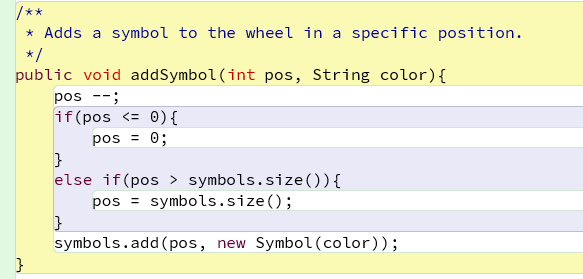 /**
 * Adds a symbol to the wheel in a specific position.
 */
public void addSymbol(int pos, String color){
    pos --;
    if(pos <= 0){
        pos = 0;
    }
    else if(pos > symbols.size()){
        pos = symbols.size();
    }
    symbols.add(pos, new Symbol(color));
}